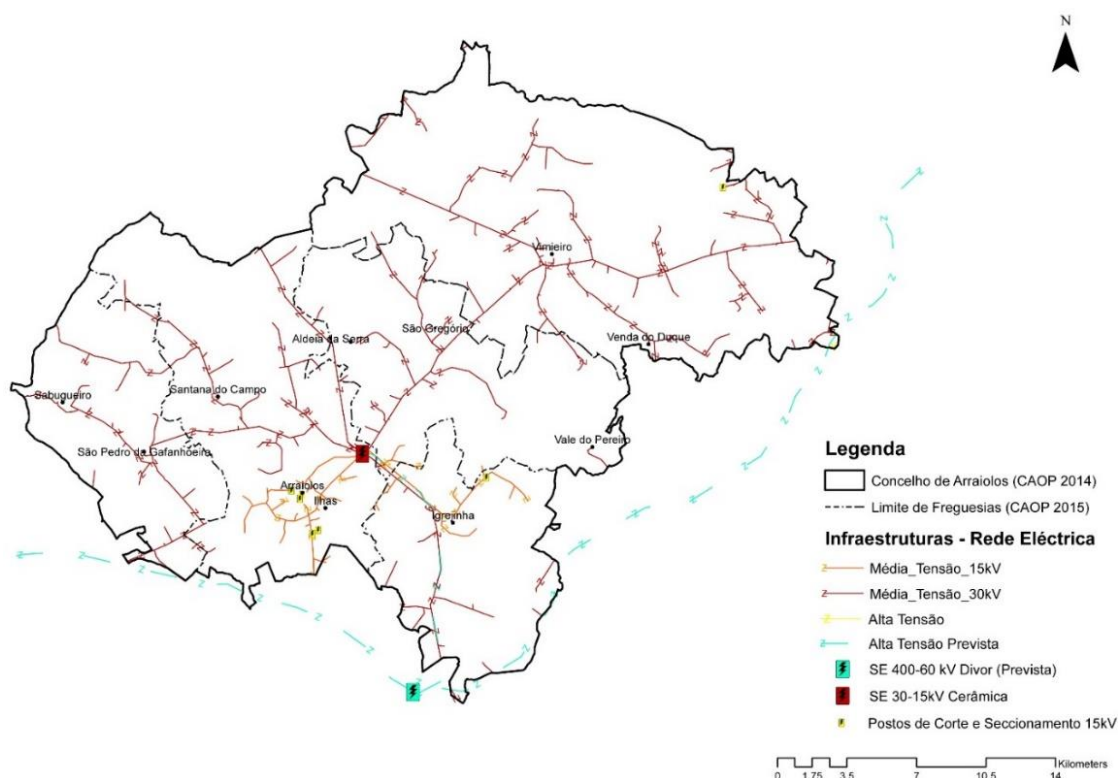 N
Vimieiro
São Gregório
Aldeia da Serra
Venda do Duque
Santana do Campo
Sabugueiro
São Pedro da Gafanhoeira
Vale do Pereiro
Arraiolos
Ilhas
Igrejinha
Legenda
Concelho de Arraiolos (CAOP 2014)
Limite de Freguesias (CAOP 2015)
Infraestruturas - Rede Eléctrica
Média_Tensão_15kV
Média_Tensão_30kV
Alta Tensão
Alta Tensão Prevista
SE 400-60 kV Divor (Prevista)
SE 30-15kV Cerâmica
Postos de Corte e Seccionamento 15kV
Kilometers
0 1.75 3.5 7 10.5 14